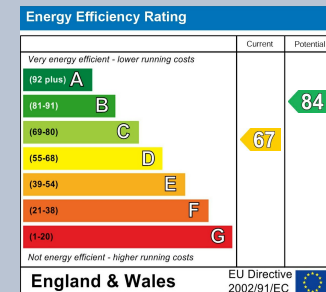 Energy Efficiency Rating
Current Potential
Very energy efficient - lower running costs
(92 plus) A
(81-91) B
84
(69-80) C
67
(55-68) D
(39-54) E
(21-38) F
(1-20) G
Not energy efficient - higher running costs
England & Wales
EU Directive
2002/91/EC